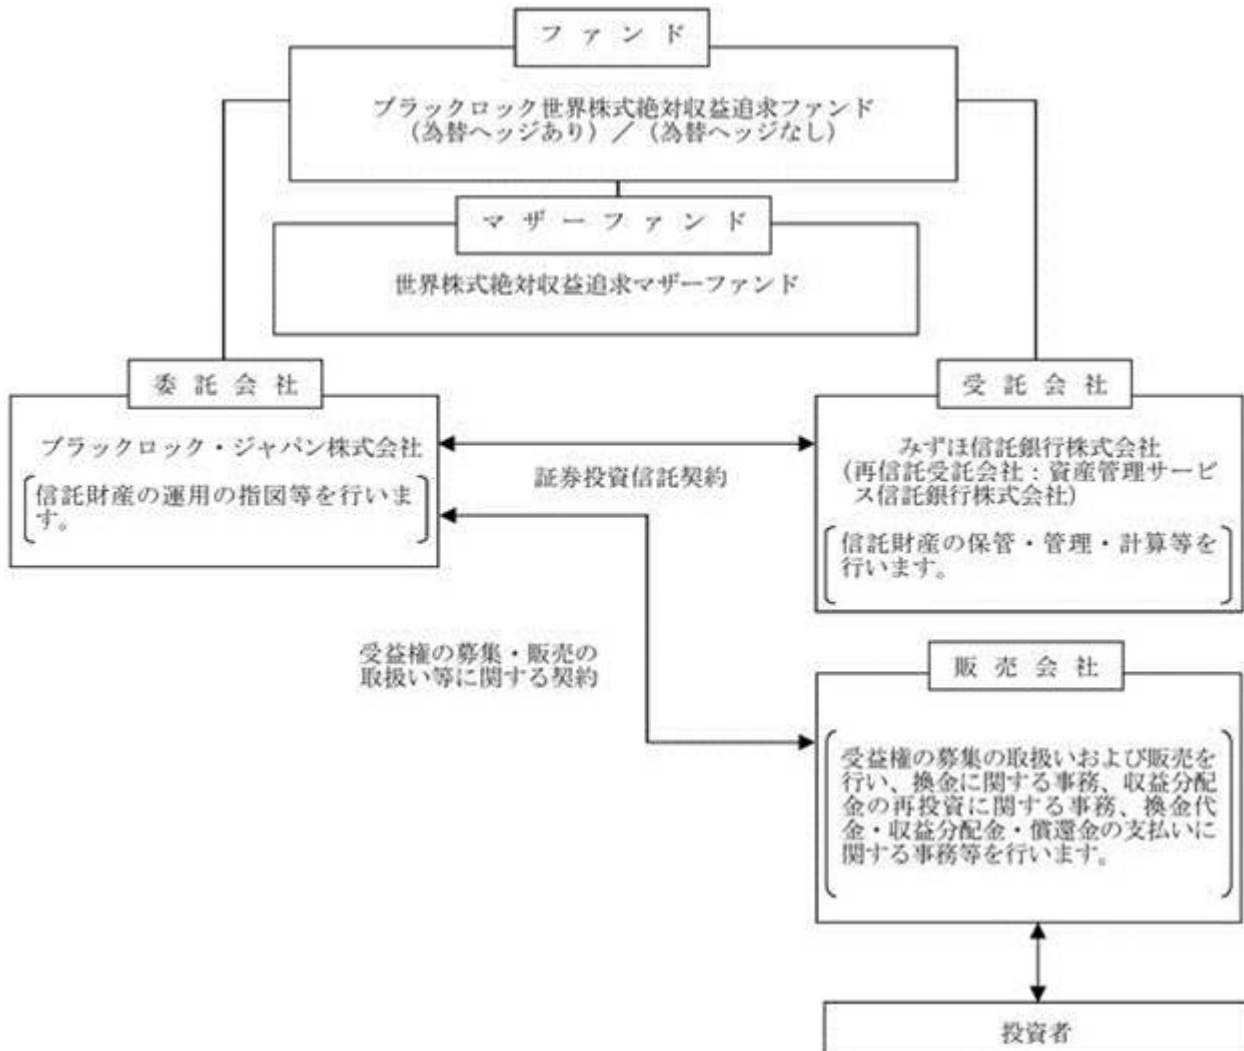 ファンド
ブラックロック世界株式絶対収益追求ファンド
（為替ヘッジあり）／（為替ヘッジなし）
マザーファンド
世界株式絶対収益追求マザーファンド
委託会社
ブラックロック・ジャパン株式会社
信託財産の運用の指図等を行いま
す。
証券投資信託契約
受託会社
みずほ信託銀行株式会社
（再信託受託会社：資産管理サービ
ス信託銀行株式会社）
信託財産の保管・管理・計算等を
行います。
受益権の募集・販売の
取扱い等に関する契約
販売会社
受益権の募集の取扱いおよび販売を
行い、換金に関する事務、収益分配
金の再投資に関する事務、換金代
金・収益分配金・償還金の支払いに
関する事務等を行います。
投資者